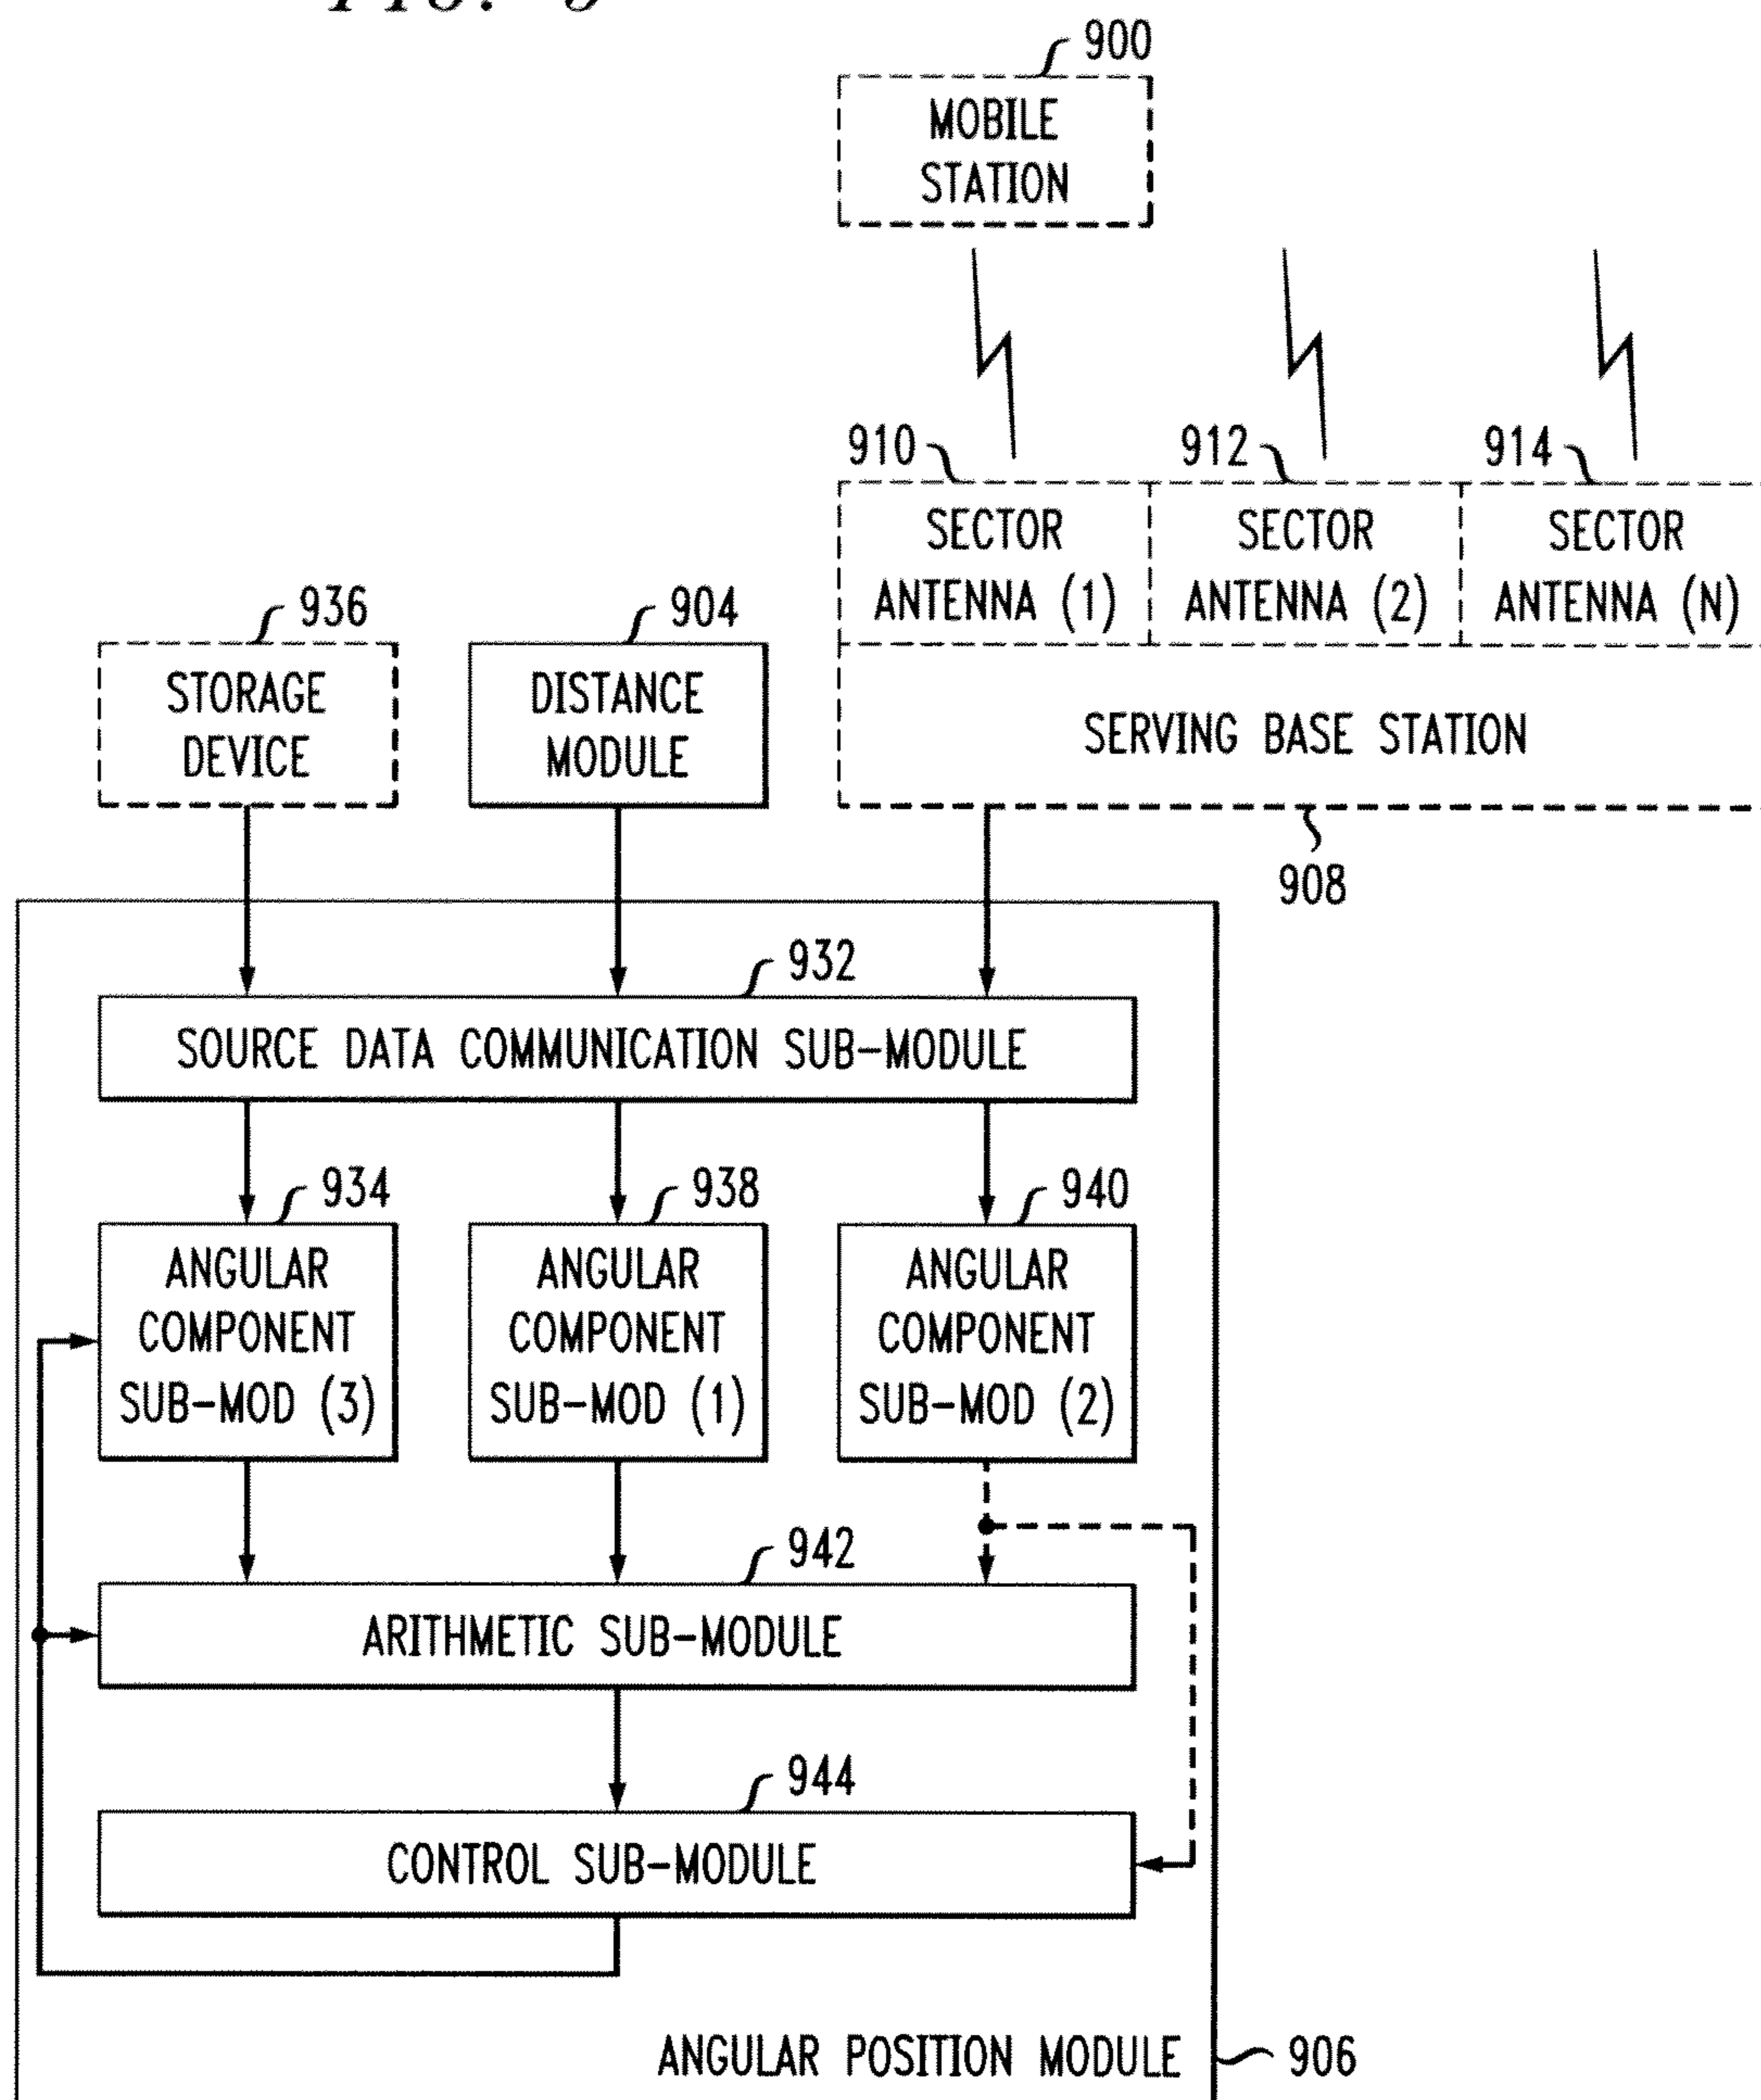 FIG. 9
900
MOBILE
STATION
910
912
914
SECTOR
ANTENNA (1)
SECTOR
ANTENNA (2)
SECTOR
ANTENNA (N)
936
904
STORAGE
DEVICE
DISTANCE
MODULE
SERVING BASE STATION
908
932
SOURCE DATA COMMUNICATION SUB-MODULE
934
938
940
ANGULAR
COMPONENT
SUB-MOD (3)
ANGULAR
COMPONENT
SUB-MOD (1)
ANGULAR
COMPONENT
SUB-MOD (2)
942
ARITHMETIC SUB-MODULE
944
CONTROL SUB-MODULE
ANGULAR POSITION MODULE
906